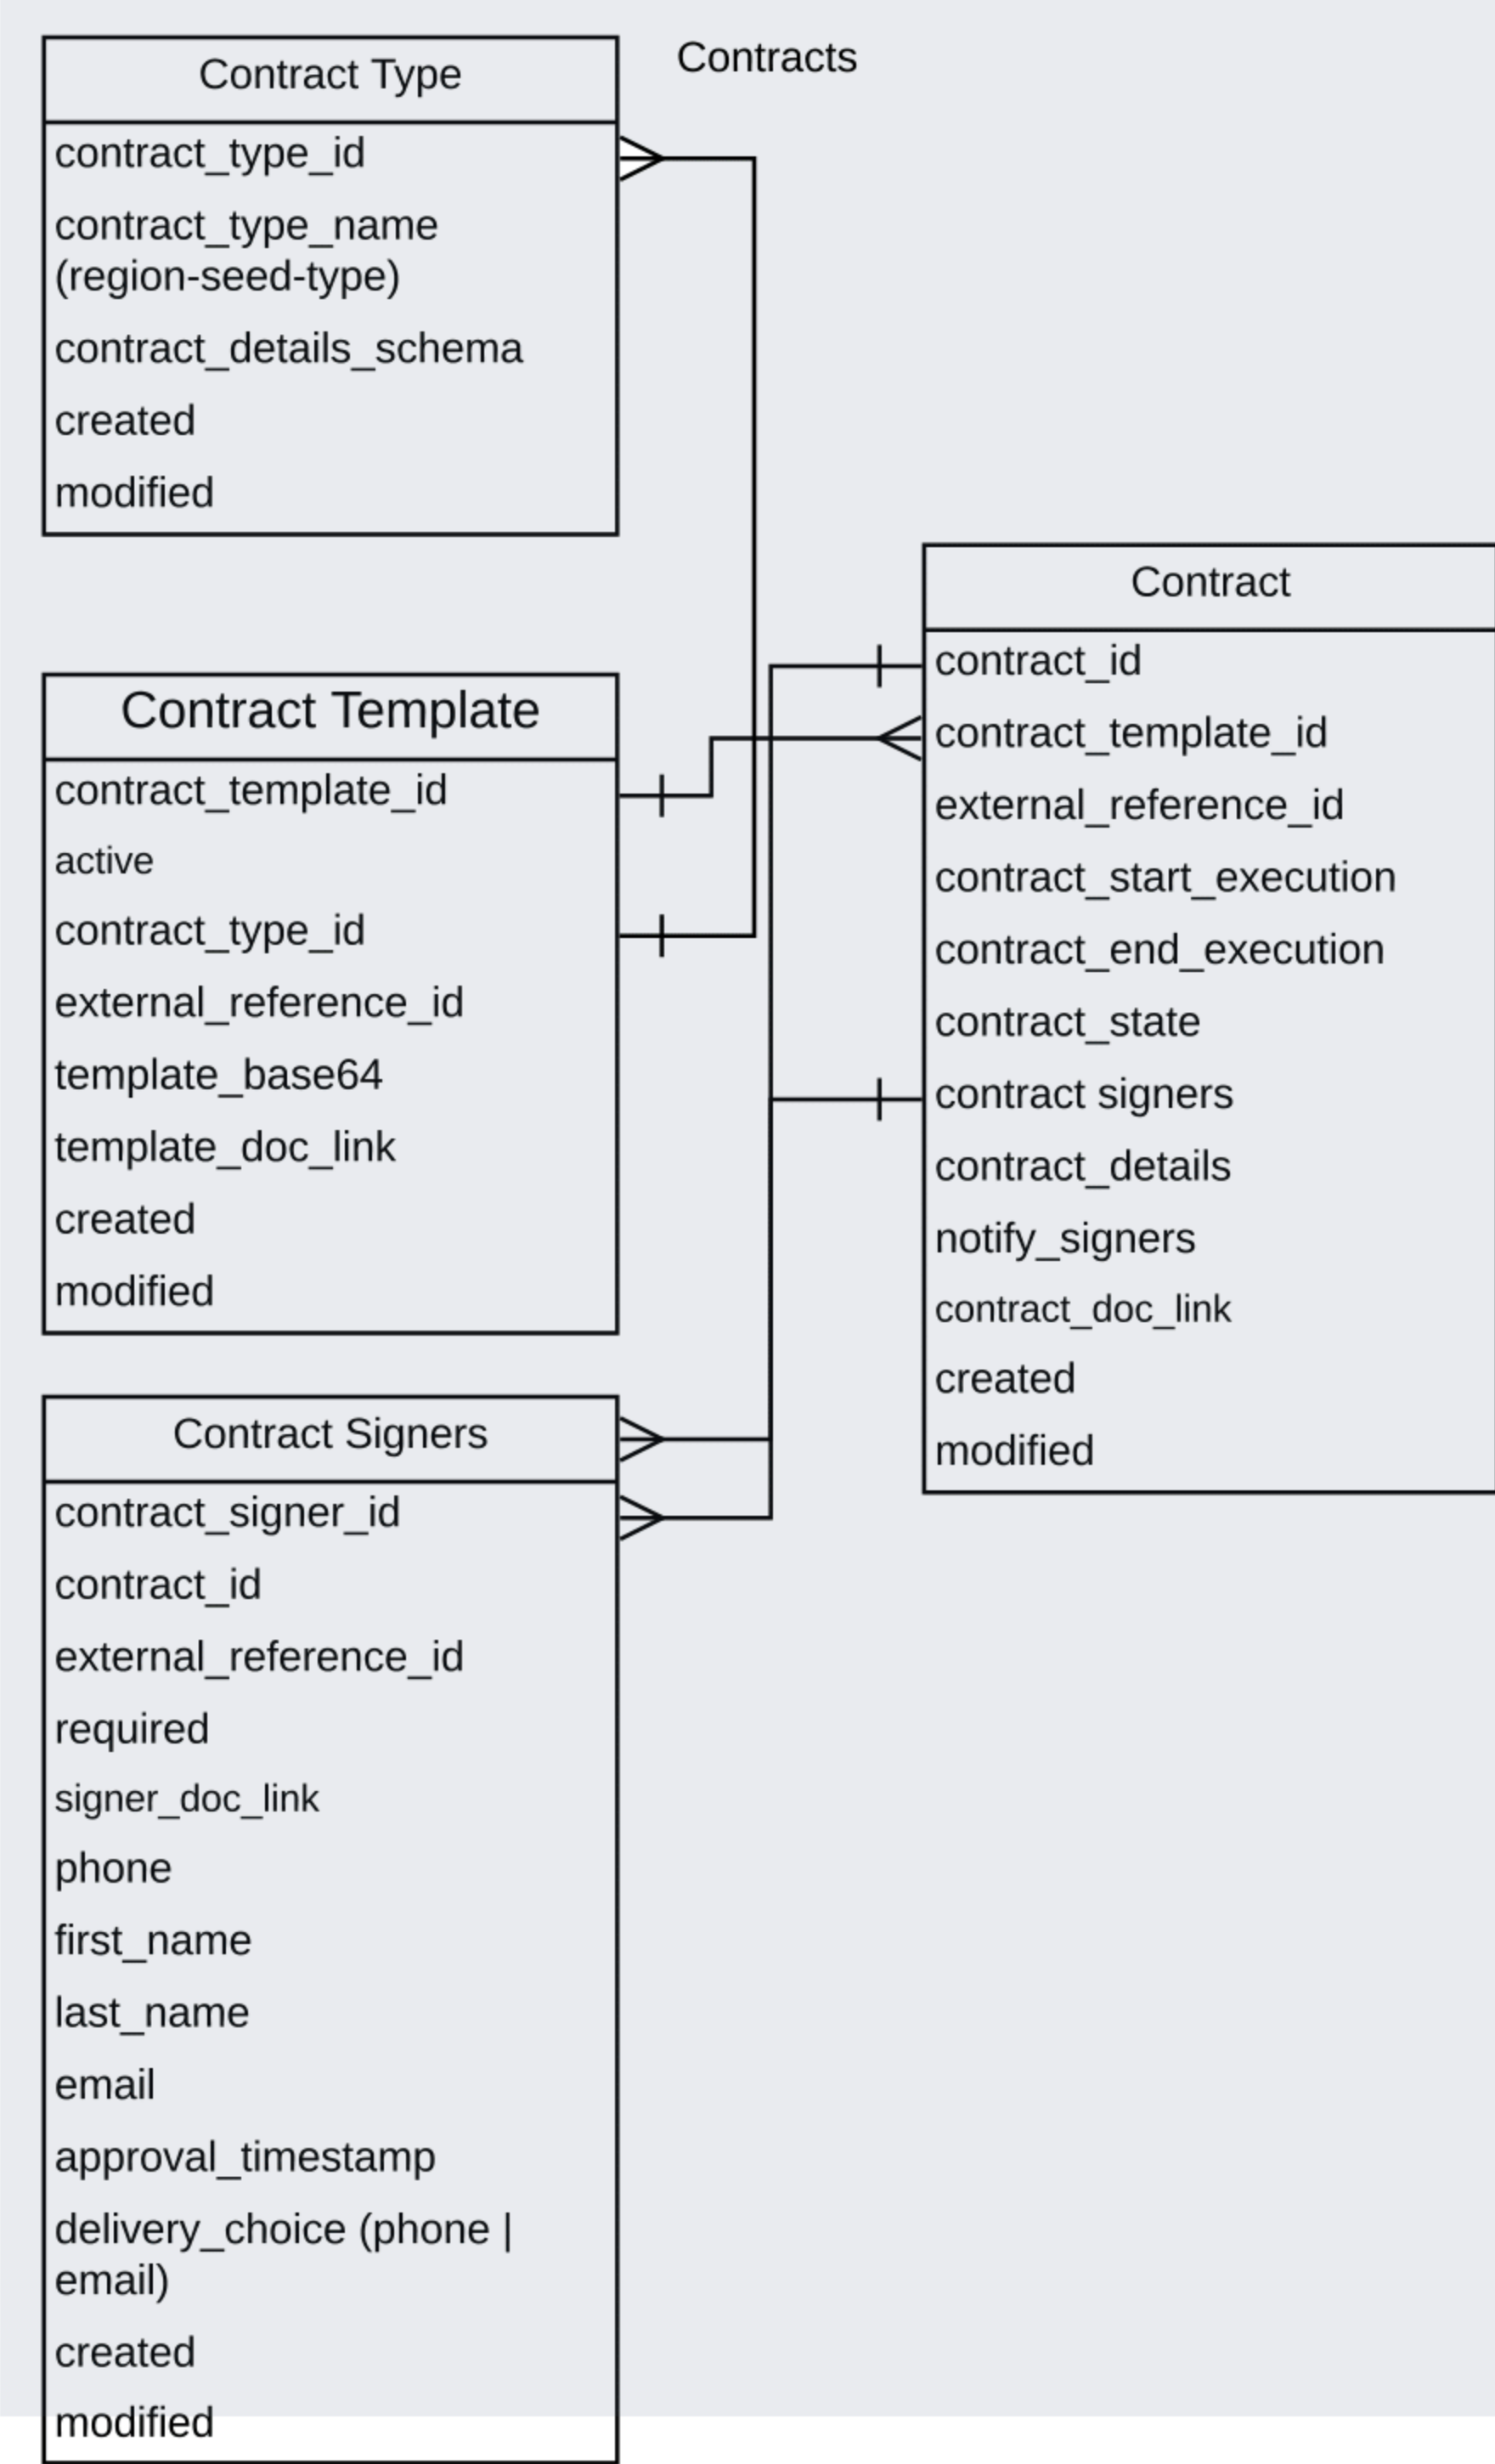 Contracts
Contract Type
contract_type_id
contract_type_name
(region-seed-type)
contract_details_schema
created
modified
Contract Template
contract_template_id
active
contract_type_id
external_reference_id
template_base64
template_doc_link
created
modified
Contract Signers
contract_signer_id
contract_id
external_reference_id
required
signer_doc_link
phone
first_name
last_name
email
approval_timestamp
delivery_choice (phone |
email)
created
modified
Contract
contract_id
contract_template_id
external_reference_id
contract_start_execution
contract_end_execution
contract_state
contract signers
contract_details
notify_signers
contract_doc_link
created
modified